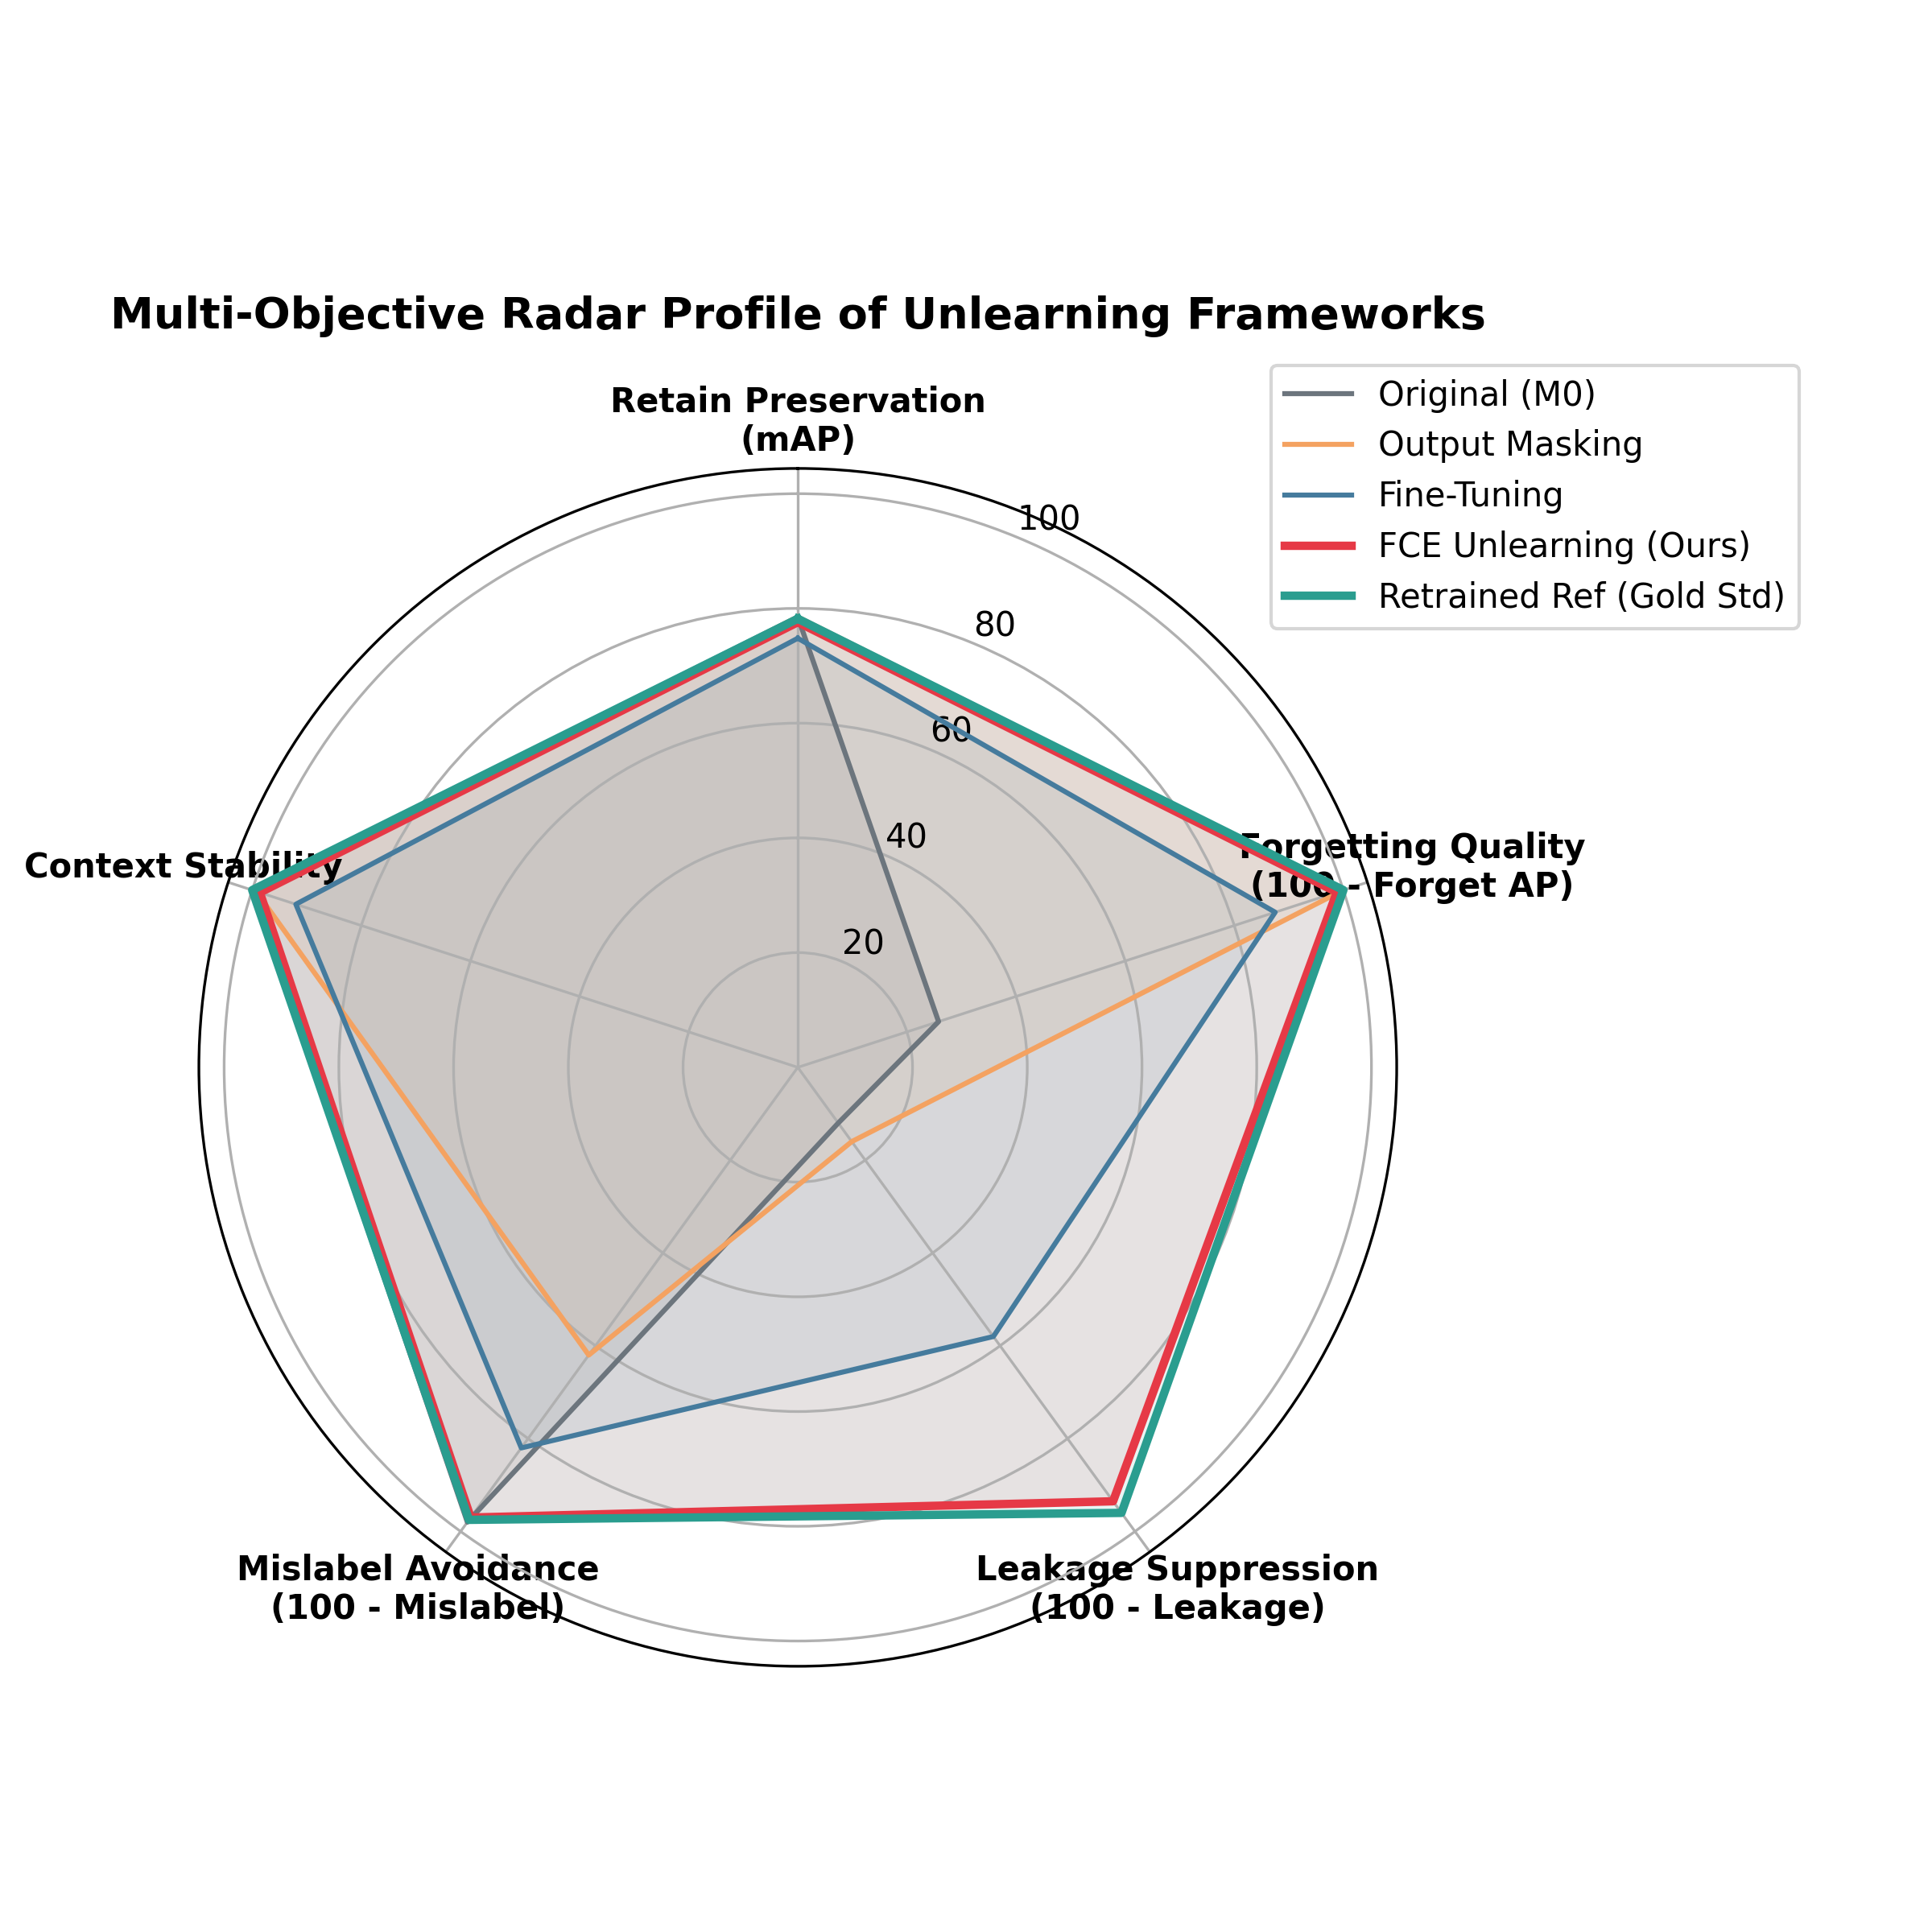 Multi-Objective Radar Profile of Unlearning Frameworks
Original (M0)
Output Masking
Fine-Tuning
FCE Unlearning (Ours)
Retrained Ref (Gold Std)
Retain Preservation
(mAP)
100
80
60
40
20
Forgetting Quality
(100 - Forget AP)
Context Stability
Mislabel Avoidance
(100 - Mislabel)
Leakage Suppression
(100 - Leakage)